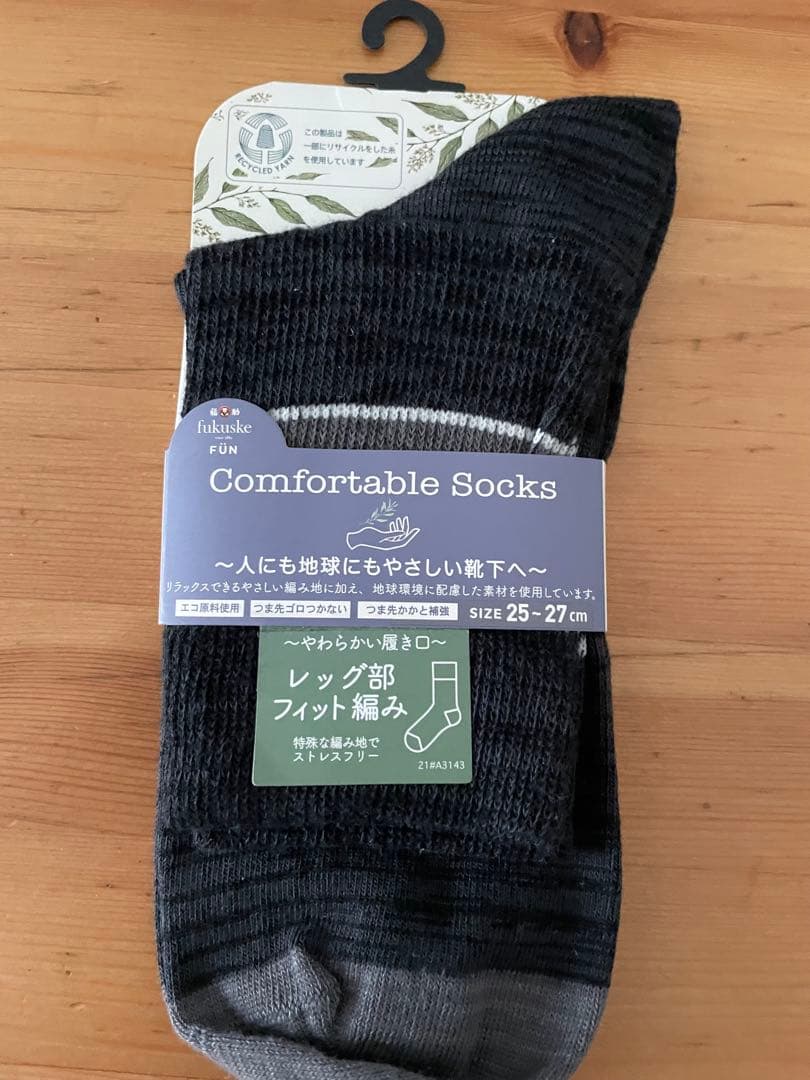 この製品は
一部にリサイクルをした糸
を使用しています
RECYCLED YARN
福助
fukuske
FUN
Comfortable Socks
～人にも地球にもやさしい靴下へ～
リラックスできるやさしい編み地に加え、地球環境に配慮した素材を使用しています。
エコ原料使用 つま先ゴロつかない つま先かかと補強 SIZE 25~27cm
～やわらかい履き口～
レッグ部
フィット編み
特殊な編み地で
ストレスフリー
21#A3143